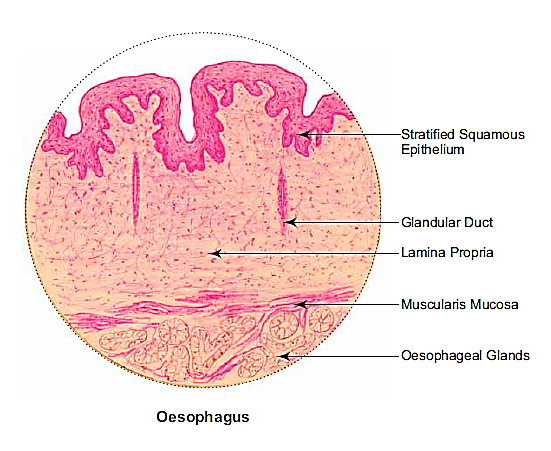 Stratified Squamous
Epithelium
Glandular Duct
Lamina Propria
Muscularis Mucosa
Oesophageal Glands
Oesophagus